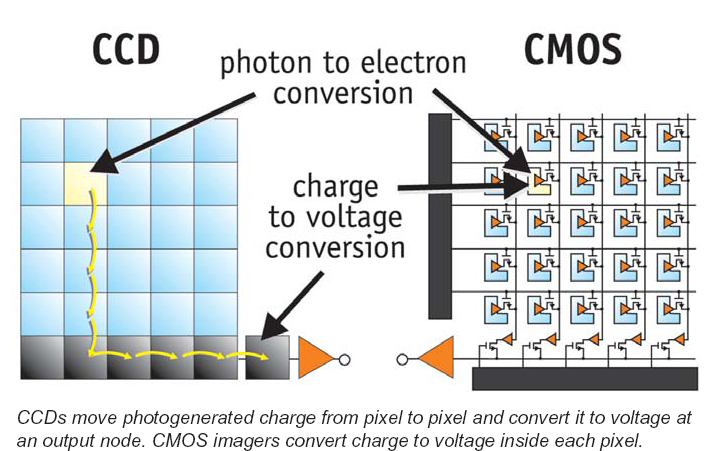 CCD
CMOS
photon to electron
conversion
charge
to voltage
conversion
CCDs move photogenerated charge from pixel to pixel and convert it to voltage at
an output node. CMOS imagers convert charge to voltage inside each pixel.